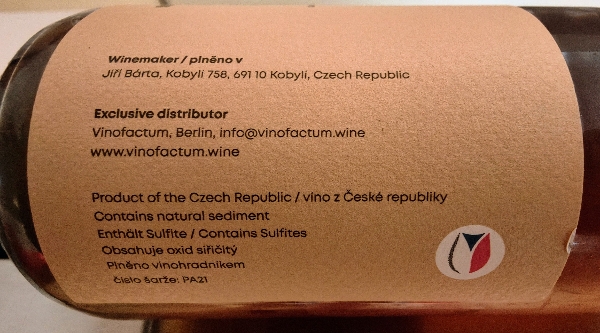 Winemaker / plněno v
Jiří Bárta, Kobylí 758, 691 10 Kobylí, Czech Republic
Exclusive distributor
Vinofactum, Berlin, info@vinofactum.wine
www.vinofactum.wine
Product of the Czech Republic / víno z České republiky
Contains natural sediment
Enthält Sulfite / Contains Sulfites
Obsahuje oxid siřičitý
Plněno vinohradníkem
číslo šarže: PA21